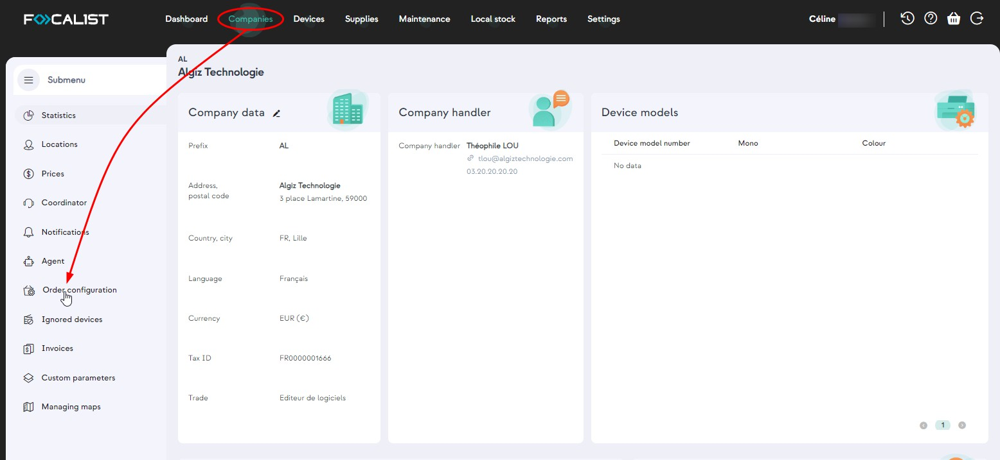 FOCALIST
Dashboard
Companies
Devices
Supplies
Maintenance
Local stock
Reports
Settings
Céline
Submenu
Statistics
Locations
Prices
Coordinator
Notifications
Agent
Order configuration
Ignored devices
Invoices
Custom parameters
Managing maps
AL
Algiz Technologie
Company data
Prefix AL
Address, Algiz Technologie
postal code 3 place Lamartine, 59000
Country, city FR, Lille
Language Français
Currency EUR (€)
Tax ID FR0000001666
Trade Editeur de logiciels
Company handler
Company handler Théophile LOU
tlou@algiztechnologie.com
03.20.20.20.20
Device models
Device model number Mono Colour
No data
1